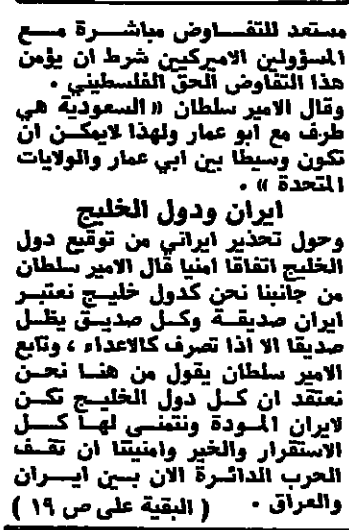 مستعد للتفاوض مباشرة مع
المسؤولين الاميركيين شرط ان يؤمن
هذا التفاوض الحق الفلسطيني .
وقال الامير سلطان « السعودية هي
طرف مع ابو عمار ولهذا لايمكن ان
تكون وسيطا بين ابي عمار والولايات
المتحدة » .
ايران ودول الخليج
وحول تحذير ايراني من توقيع دول
الخليج اتفاقا امنيا قال الامير سلطان
من جانبنا نحن كدول خليج نعتبر
ايران صديقة وكل صديق يظل
صديقا الا اذا تصرف كالاعداء ، وتابع
الامير سلطان يقول من هنا نحن
نعتقد ان كل دول الخليج تكن
لايران المودة ونتمنى لها كل
الاستقرار والخير وامنيتنا ان تقف
الحرب الدائرة الان بين ايران
والعراق . ( البقية على ص ١٩ )